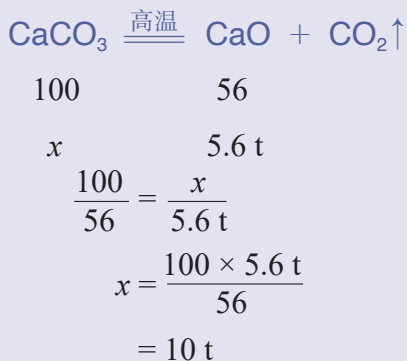 CaCO₃ 高温 CaO + CO₂↑
100 56
x 5.6 t
100/56 = x/5.6 t
x = 100 × 5.6 t/56
= 10 t